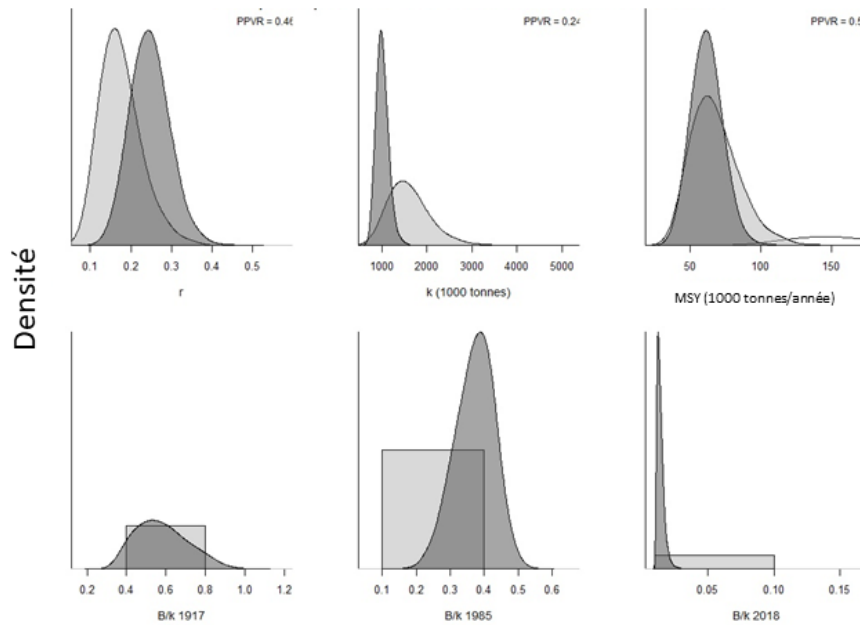 PPVR = 0.46
PPVR = 0.24
PPVR = 0.5
Densité
0.1 0.2 0.3 0.4 0.5
1000 2000 3000 4000 5000
50 100 150
r
k (1000 tonnes)
MSY (1000 tonnes/année)
0.2 0.4 0.6 0.8 1.0 1.2
0.1 0.2 0.3 0.4 0.5 0.6
0.05 0.10 0.15
B/k 1917
B/k 1985
B/k 2018